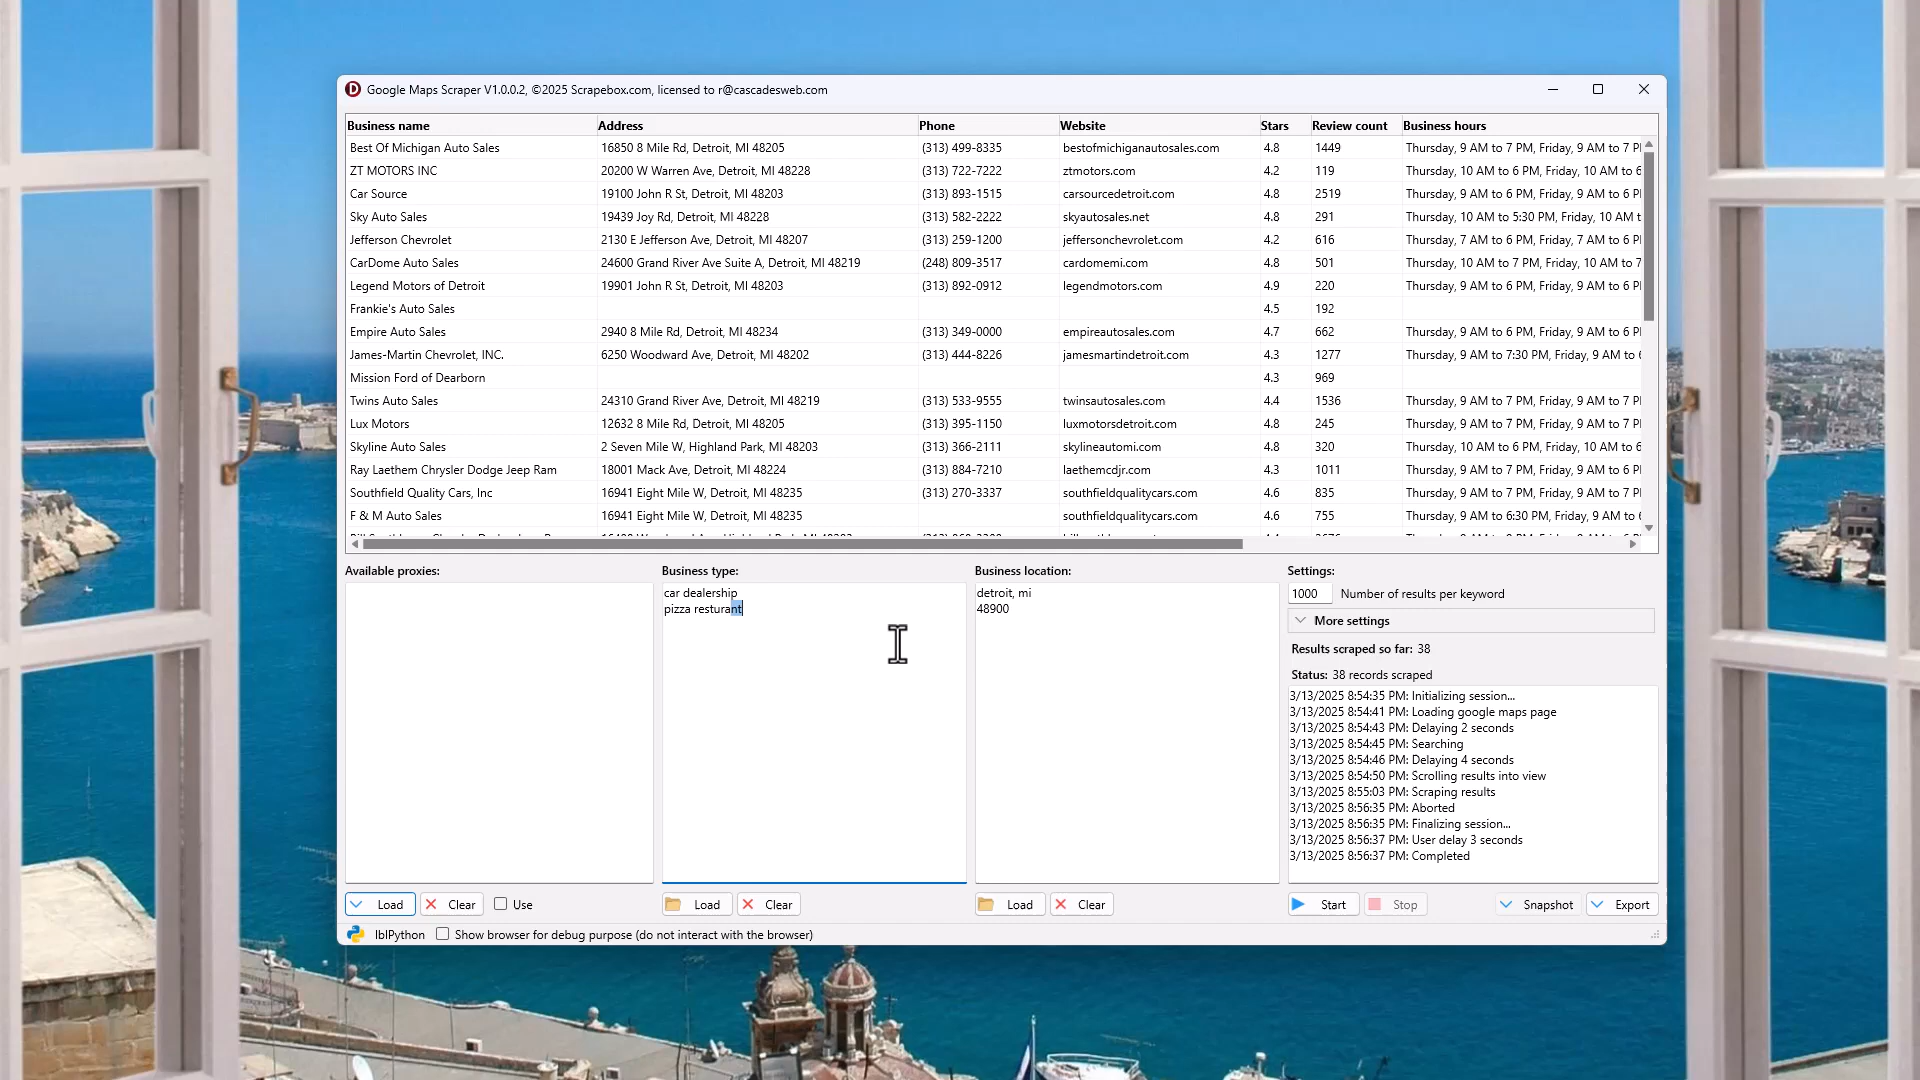 Google Maps Scraper V1.0.0.2, ©2025 Scrapebox.com, licensed to r@cascadesweb.com
Business name Address Phone Website Stars Review count Business hours
Best Of Michigan Auto Sales 16850 8 Mile Rd, Detroit, MI 48205 (313) 499-8335 bestofmichiganautosales.com 4.8 1449 Thursday, 9 AM to 7 PM, Friday, 9 AM to 7 P
ZT MOTORS INC 20200 W Warren Ave, Detroit, MI 48228 (313) 722-7222 ztmotors.com 4.2 119 Thursday, 10 AM to 6 PM, Friday, 10 AM to 6
Car Source 19100 John R St, Detroit, MI 48203 (313) 893-1515 carsourcedetroit.com 4.8 2519 Thursday, 9 AM to 6 PM, Friday, 9 AM to 6 P
Sky Auto Sales 19439 Joy Rd, Detroit, MI 48228 (313) 582-2222 skyautosales.net 4.8 291 Thursday, 10 AM to 5:30 PM, Friday, 10 AM t
Jefferson Chevrolet 2130 E Jefferson Ave, Detroit, MI 48207 (313) 259-1200 jeffersonchevrolet.com 4.2 616 Thursday, 7 AM to 6 PM, Friday, 7 AM to 6 P
CarDome Auto Sales 24600 Grand River Ave Suite A, Detroit, MI 48219 (248) 809-3517 cardomemi.com 4.8 501 Thursday, 10 AM to 7 PM, Friday, 10 AM to 7
Legend Motors of Detroit 19901 John R St, Detroit, MI 48203 (313) 892-0912 legendmotors.com 4.9 220 Thursday, 9 AM to 6 PM, Friday, 9 AM to 6 P
Frankie's Auto Sales 4.5 192
Empire Auto Sales 2940 8 Mile Rd, Detroit, MI 48234 (313) 349-0000 empireautosales.com 4.7 662 Thursday, 9 AM to 6 PM, Friday, 9 AM to 6 P
James-Martin Chevrolet, INC. 6250 Woodward Ave, Detroit, MI 48202 (313) 444-8226 jamesmartindetroit.com 4.3 1277 Thursday, 9 AM to 7:30 PM, Friday, 9 AM to 6
Mission Ford of Dearborn 4.3 969
Twins Auto Sales 24310 Grand River Ave, Detroit, MI 48219 (313) 533-9555 twinsautosales.com 4.4 1536 Thursday, 9 AM to 7 PM, Friday, 9 AM to 7 P
Lux Motors 12632 8 Mile Rd, Detroit, MI 48205 (313) 395-1150 luxmotorsdetroit.com 4.8 245 Thursday, 9 AM to 7 PM, Friday, 9 AM to 7 P
Skyline Auto Sales 2 Seven Mile W, Highland Park, MI 48203 (313) 366-2111 skylineautomi.com 4.8 320 Thursday, 10 AM to 6 PM, Friday, 10 AM to 6
Ray Laethem Chrysler Dodge Jeep Ram 18001 Mack Ave, Detroit, MI 48224 (313) 884-7210 laethemcdjr.com 4.3 1011 Thursday, 9 AM to 7 PM, Friday, 9 AM to 7 P
Southfield Quality Cars, Inc 16941 Eight Mile W, Detroit, MI 48235 (313) 270-3337 southfieldqualitycars.com 4.6 835 Thursday, 9 AM to 7 PM, Friday, 9 AM to 7 P
F & M Auto Sales 16941 Eight Mile W, Detroit, MI 48235 southfieldqualitycars.com 4.6 755 Thursday, 9 AM to 6:30 PM, Friday, 9 AM to 6
Available proxies: Business type: Business location: Settings:
car dealership detroit, mi 1000 Number of results per keyword
pizza resturant 48900
More settings
Results scraped so far: 38
Status: 38 records scraped
3/13/2025 8:54:35 PM: Initializing session...
3/13/2025 8:54:41 PM: Loading google maps page
3/13/2025 8:54:43 PM: Delaying 2 seconds
3/13/2025 8:54:45 PM: Searching
3/13/2025 8:54:46 PM: Delaying 4 seconds
3/13/2025 8:54:50 PM: Scrolling results into view
3/13/2025 8:55:03 PM: Scraping results
3/13/2025 8:56:35 PM: Aborted
3/13/2025 8:56:35 PM: Finalizing session...
3/13/2025 8:56:37 PM: User delay 3 seconds
3/13/2025 8:56:37 PM: Completed
Load Clear Use Load Clear Load Clear Start Stop Snapshot Export
lblPython Show browser for debug purpose (do not interact with the browser)